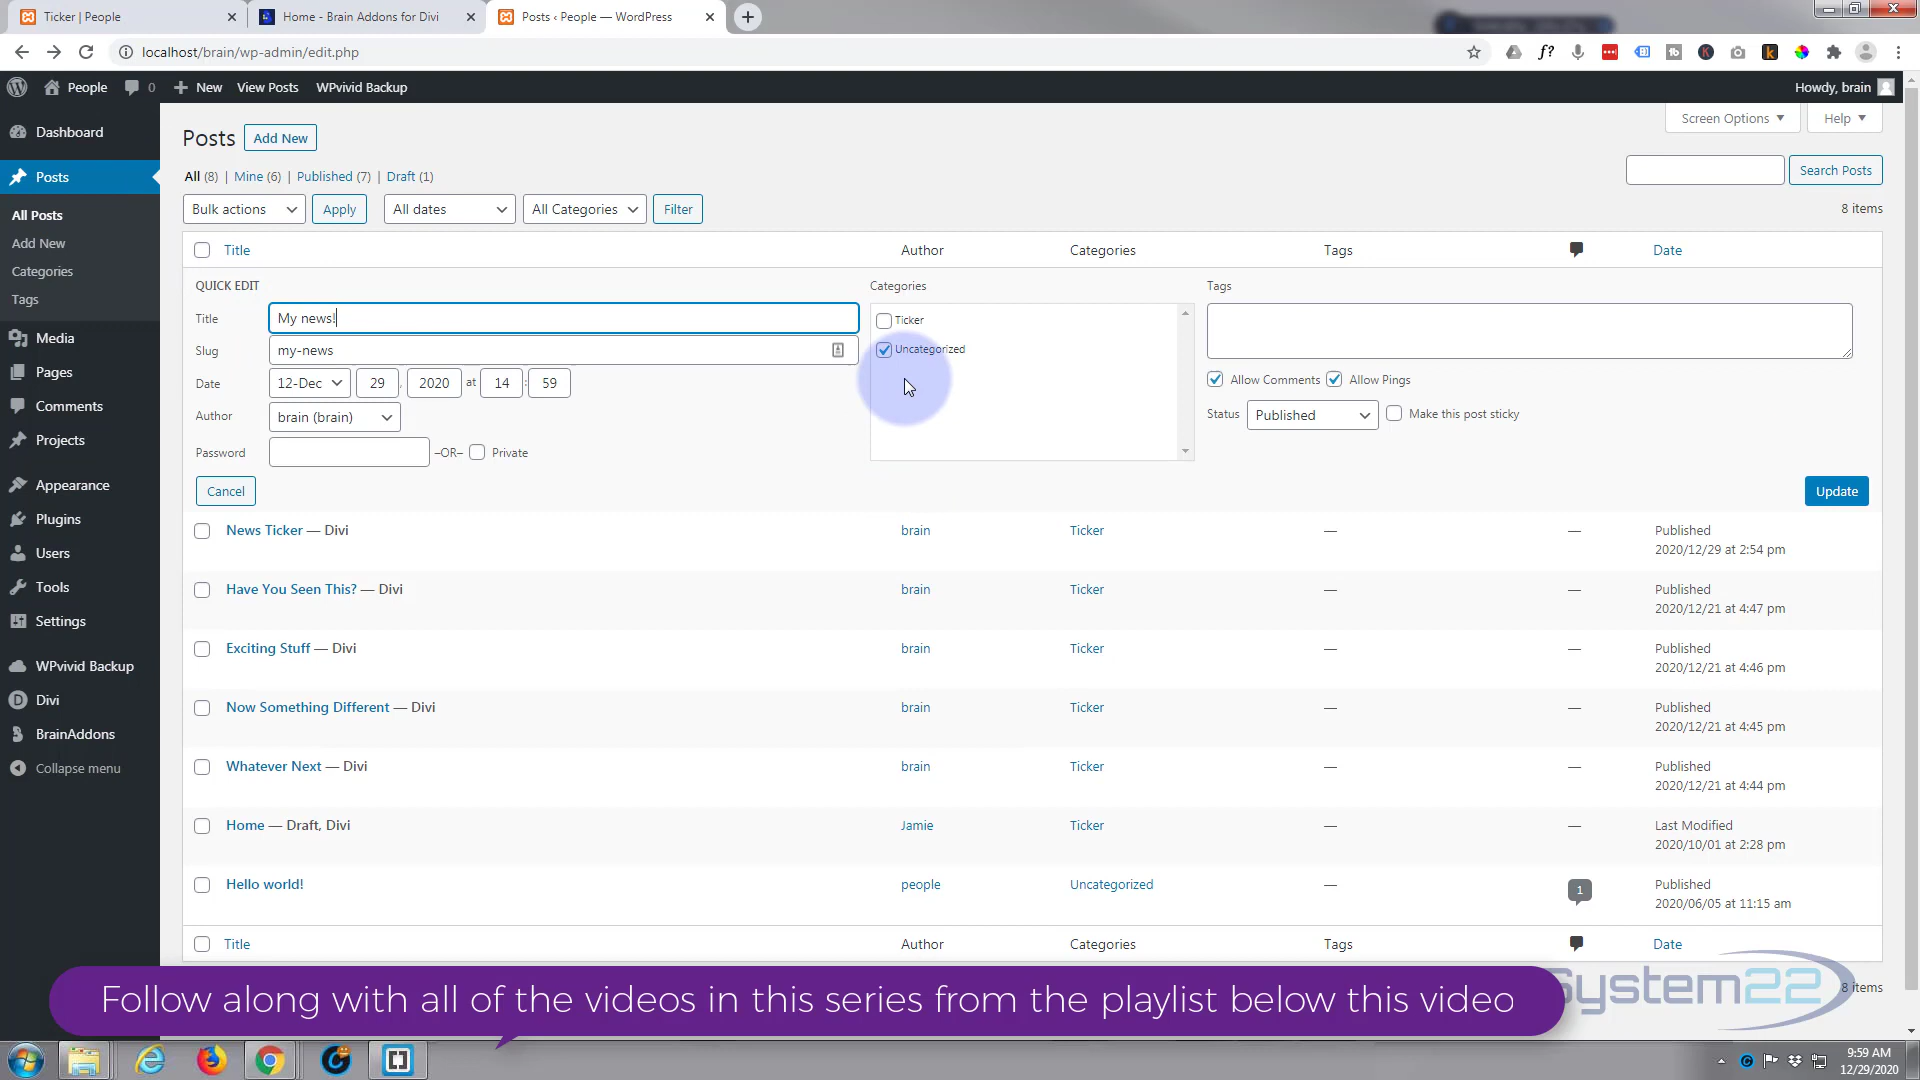 Ticker | People
Home - Brain Addons for Divi
Posts ‹ People — WordPress
localhost/brain/wp-admin/edit.php
People
0
New
View Posts
WPvivid Backup
Howdy, brain
Dashboard
Posts
All Posts
Add New
Categories
Tags
Media
Pages
Comments
Projects
Appearance
Plugins
Users
Tools
Settings
WPvivid Backup
Divi
BrainAddons
Collapse menu
Posts
Add New
Screen Options
Help
All (8) | Mine (6) | Published (7) | Draft (1)
Search Posts
Bulk actions
Apply
All dates
All Categories
Filter
8 items
Title
Author
Categories
Tags
Date
QUICK EDIT
Title
My news!
Slug
my-news
Date
12-Dec
29
,
2020
at
14
:
59
Author
brain (brain)
Password
–OR–
Private
Categories
Ticker
Uncategorized
Tags
Allow Comments
Allow Pings
Status
Published
Make this post sticky
Cancel
Update
News Ticker — Divi
brain
Ticker
—
—
Published
2020/12/29 at 2:54 pm
Have You Seen This? — Divi
brain
Ticker
—
—
Published
2020/12/21 at 4:47 pm
Exciting Stuff — Divi
brain
Ticker
—
—
Published
2020/12/21 at 4:46 pm
Now Something Different — Divi
brain
Ticker
—
—
Published
2020/12/21 at 4:45 pm
Whatever Next — Divi
brain
Ticker
—
—
Published
2020/12/21 at 4:44 pm
Home — Draft, Divi
Jamie
Ticker
—
—
Last Modified
2020/10/01 at 2:28 pm
Hello world!
people
Uncategorized
—
1
Published
2020/06/05 at 11:15 am
Title
Author
Categories
Tags
Date
8 items
Follow along with all of the videos in this series from the playlist below this video
System22
9:59 AM
12/29/2020